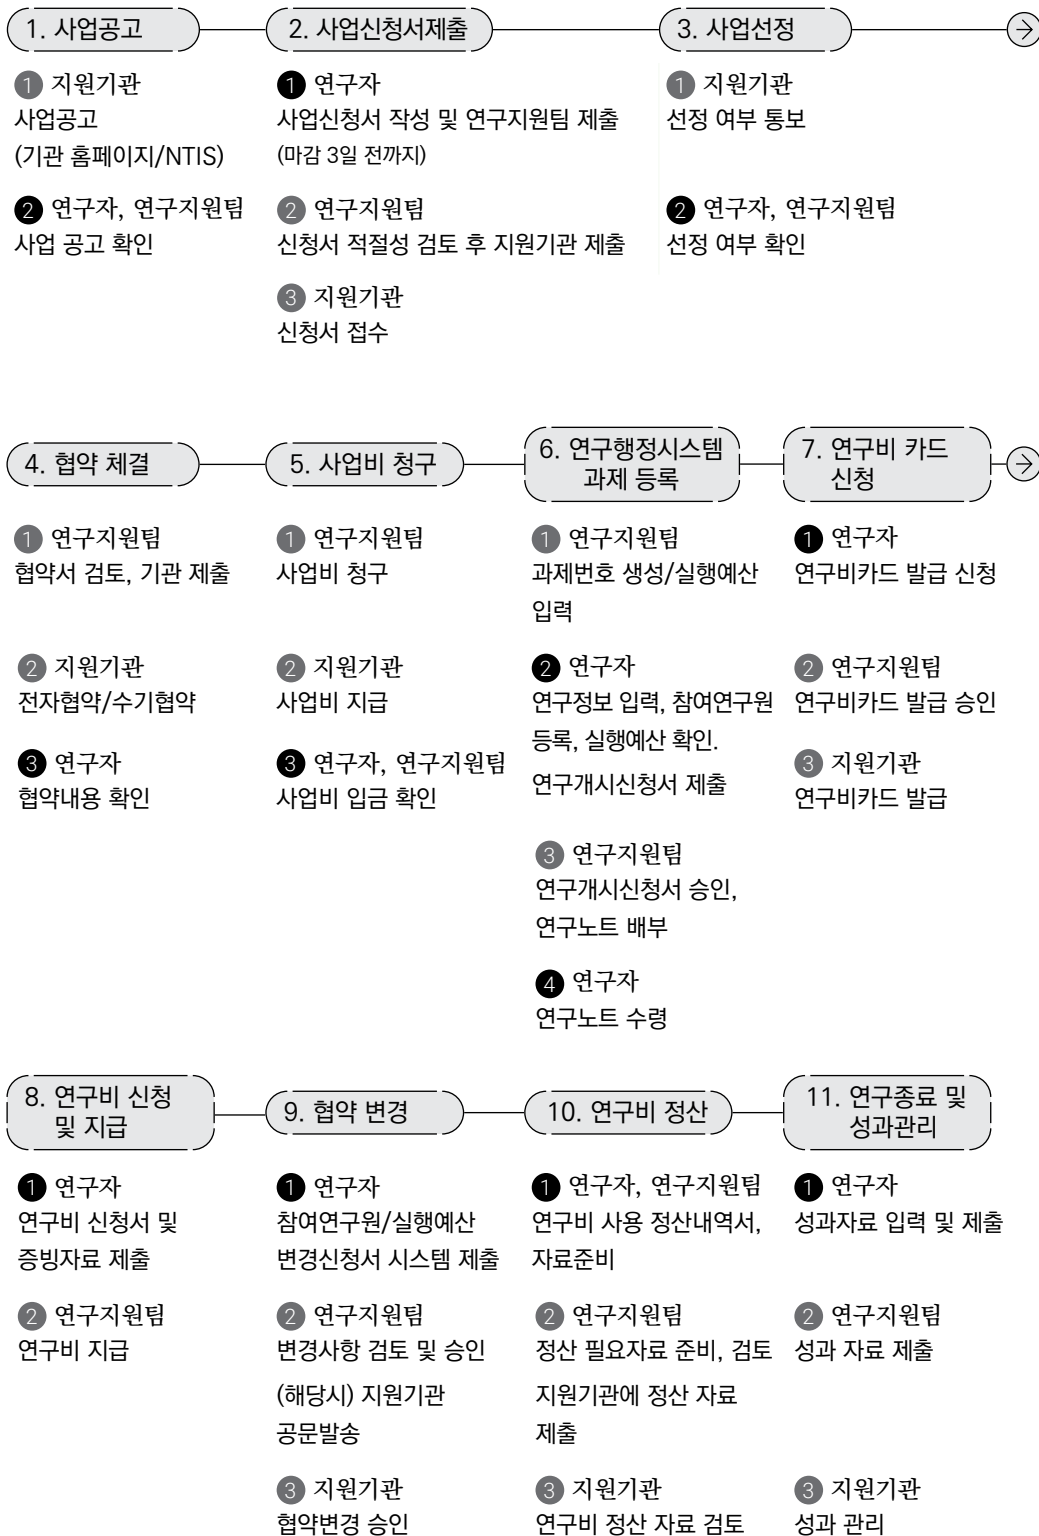 1. 사업공고
1 지원기관
사업공고
(기관 홈페이지/NTIS)
2 연구자, 연구지원팀
사업 공고 확인
2. 사업신청서제출
1 연구자
사업신청서 작성 및 연구지원팀 제출
(마감 3일 전까지)
2 연구지원팀
신청서 적절성 검토 후 지원기관 제출
3 지원기관
신청서 접수
3. 사업선정
1 지원기관
선정 여부 통보
2 연구자, 연구지원팀
선정 여부 확인
4. 협약 체결
1 연구지원팀
협약서 검토, 기관 제출
2 지원기관
전자협약/수기협약
3 연구자
협약내용 확인
5. 사업비 청구
1 연구지원팀
사업비 청구
2 지원기관
사업비 지급
3 연구자, 연구지원팀
사업비 입금 확인
6. 연구행정시스템
과제 등록
1 연구지원팀
과제번호 생성/실행예산
입력
2 연구자
연구정보 입력, 참여연구원
등록, 실행예산 확인.
연구개시신청서 제출
3 연구지원팀
연구개시신청서 승인,
연구노트 배부
4 연구자
연구노트 수령
7. 연구비 카드
신청
1 연구자
연구비카드 발급 신청
2 연구지원팀
연구비카드 발급 승인
3 지원기관
연구비카드 발급
8. 연구비 신청
및 지급
1 연구자
연구비 신청서 및
증빙자료 제출
2 연구지원팀
연구비 지급
9. 협약 변경
1 연구자
참여연구원/실행예산
변경신청서 시스템 제출
2 연구지원팀
변경사항 검토 및 승인
(해당시) 지원기관
공문발송
3 지원기관
협약변경 승인
10. 연구비 정산
1 연구자, 연구지원팀
연구비 사용 정산내역서,
자료준비
2 연구지원팀
정산 필요자료 준비, 검토
지원기관에 정산 자료
제출
3 지원기관
연구비 정산 자료 검토
11. 연구종료 및
성과관리
1 연구자
성과자료 입력 및 제출
2 연구지원팀
성과 자료 제출
3 지원기관
성과 관리